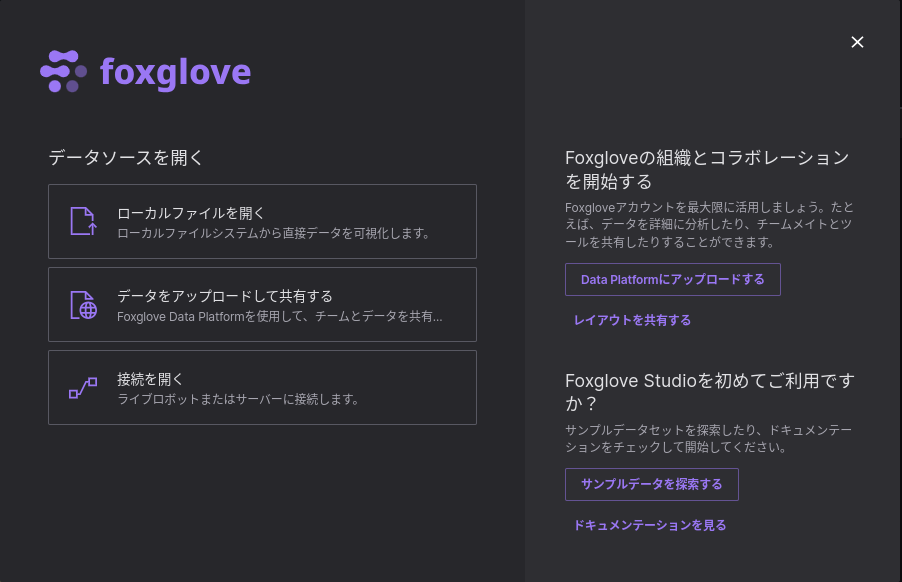 foxglove
データソースを開く
ローカルファイルを開く
ローカルファイルシステムから直接データを可視化します。
データをアップロードして共有する
Foxglove Data Platformを使用して、チームとデータを共有...
接続を開く
ライブロボットまたはサーバーに接続します。
Foxgloveの組織とコラボレーション
を開始する
Foxgloveアカウントを最大限に活用しましょう。たと
えば、データを詳細に分析したり、チームメイトとツ
ールを共有したりすることができます。
Data Platformにアップロードする
レイアウトを共有する
Foxglove Studioを初めてご利用です
か？
サンプルデータセットを探索したり、ドキュメンテー
ションをチェックして開始してください。
サンプルデータを探索する
ドキュメンテーションを見る